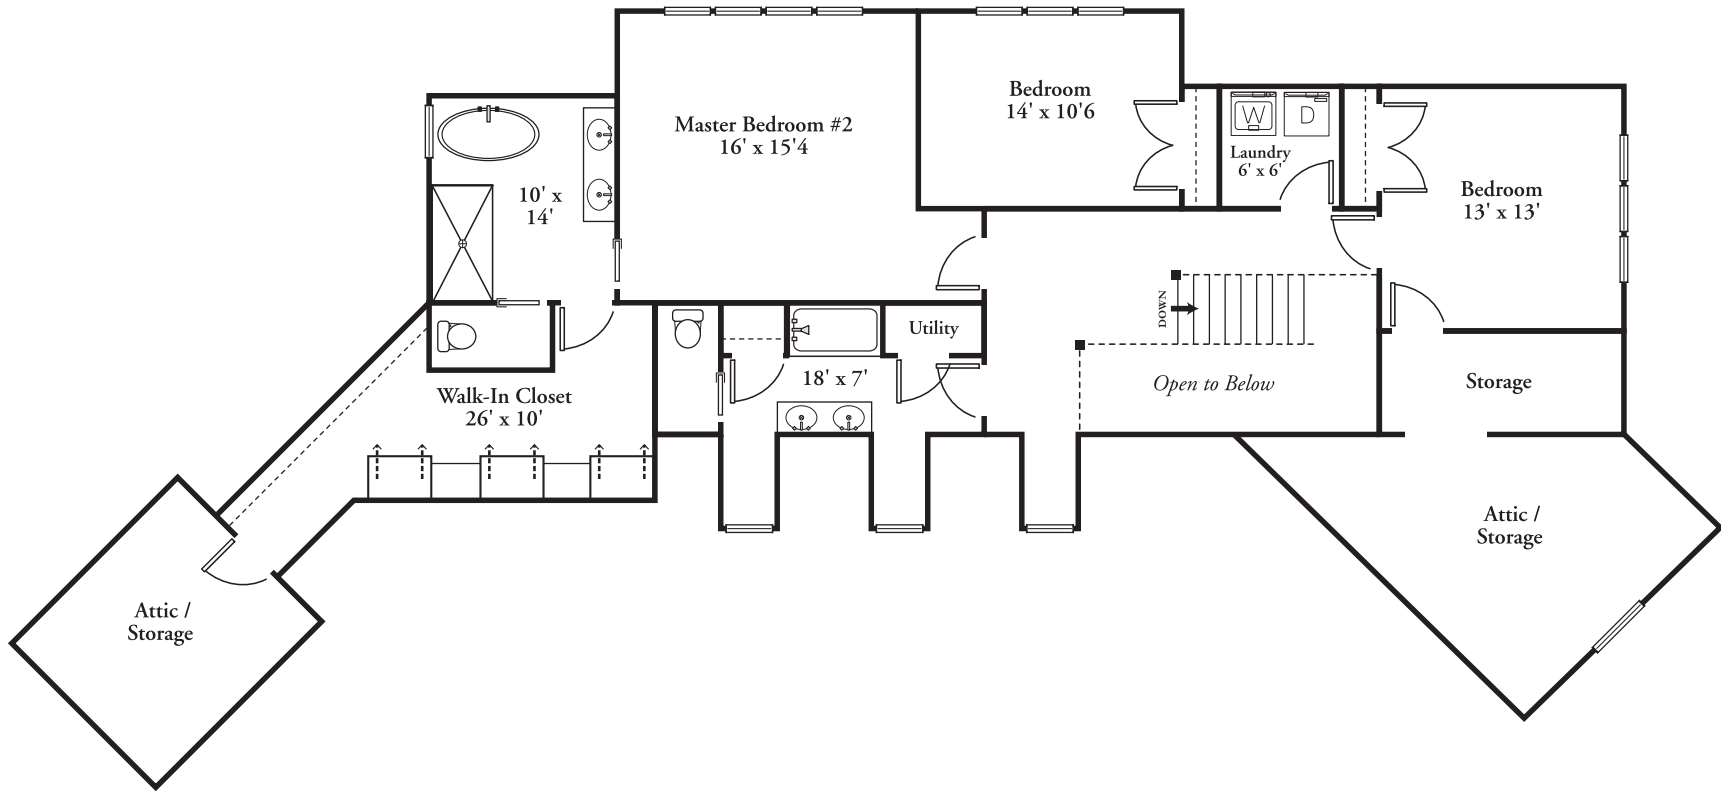 Master Bedroom #2
16' x 15'4
Bedroom
14' x 10'6
W
D
Laundry
6' x 6'
Bedroom
13' x 13'
10' x
14'
DOWN
Utility
Open to Below
Storage
18' x 7'
Walk-In Closet
26' x 10'
Attic /
Storage
Attic /
Storage